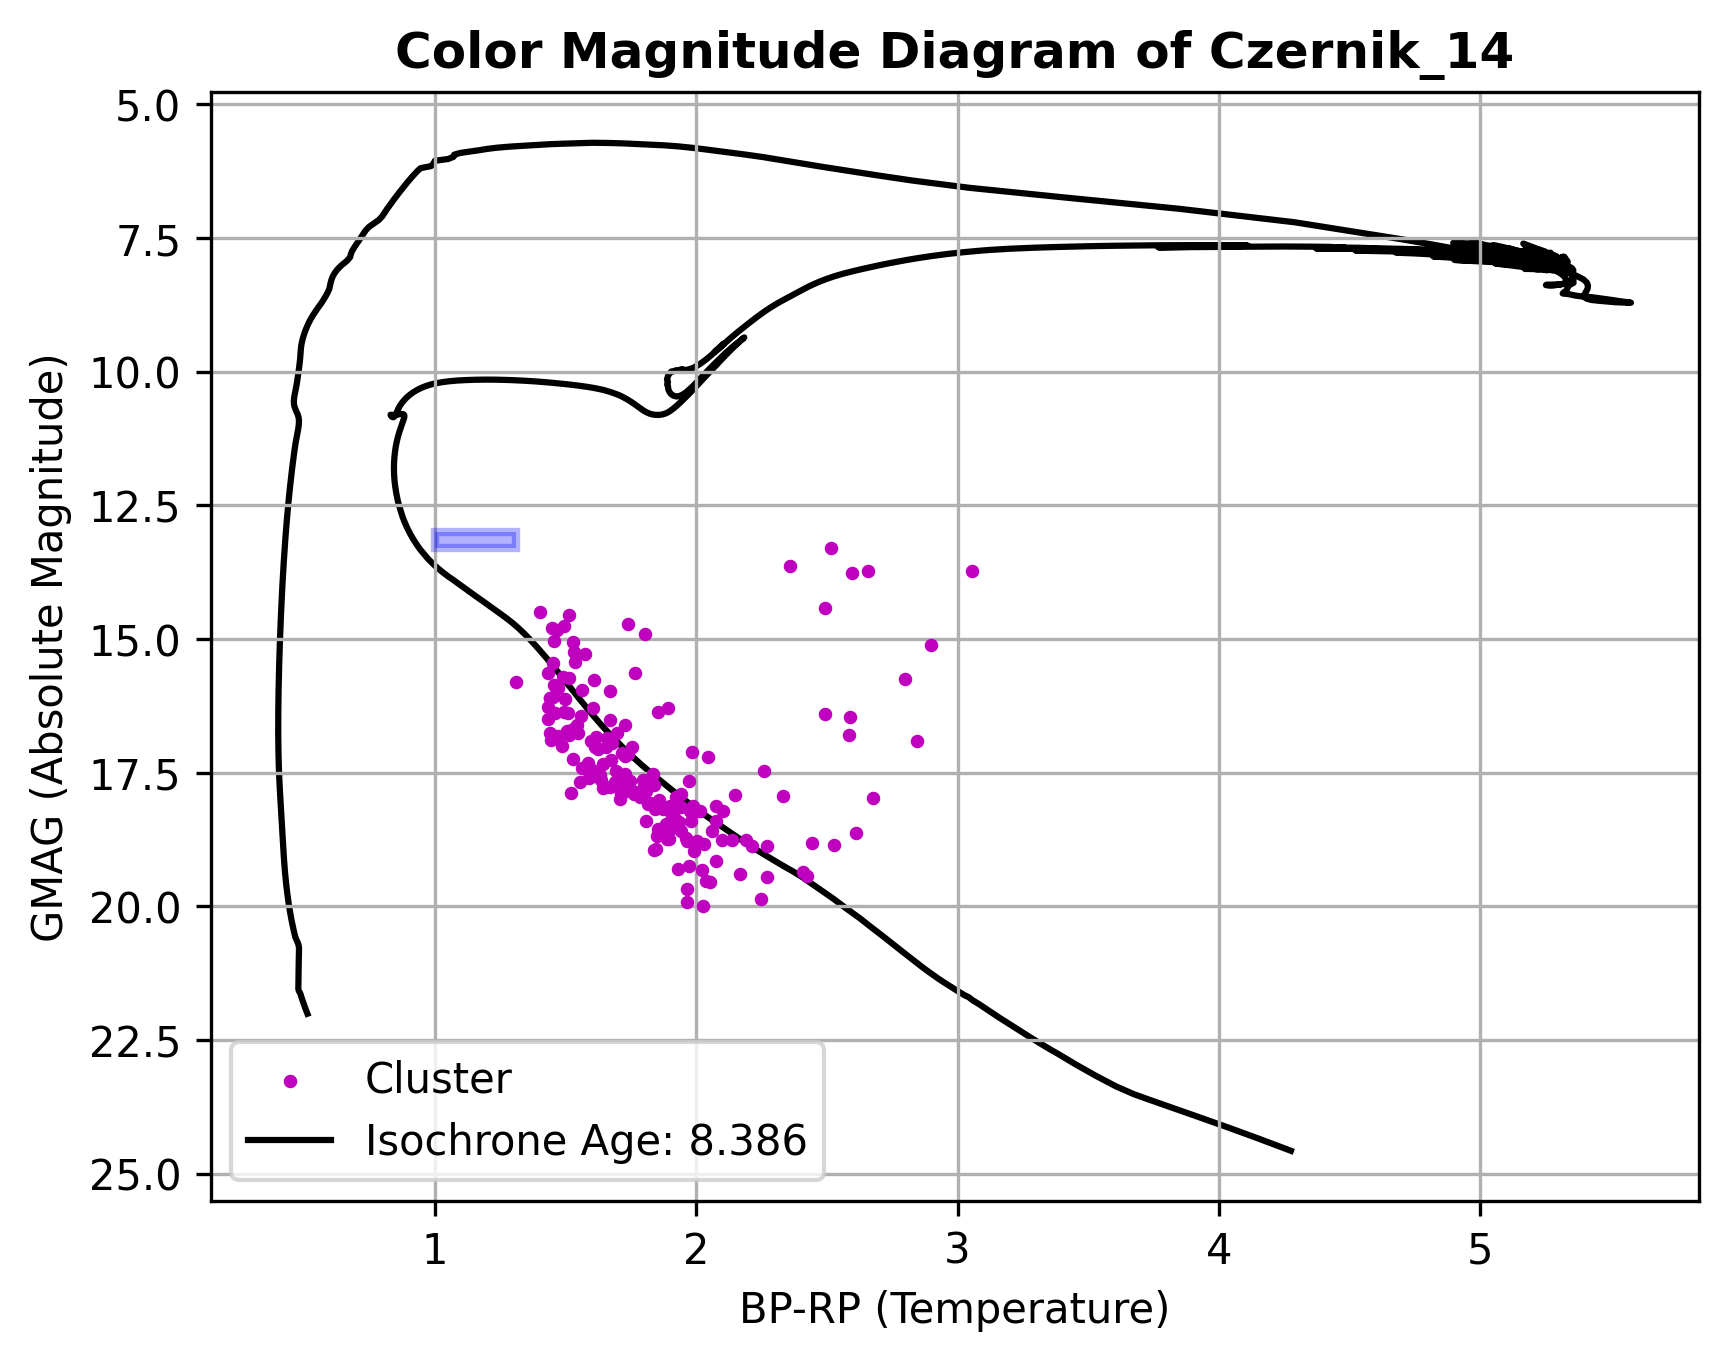 Color Magnitude Diagram of Czernik_14
GMAG (Absolute Magnitude)
5.0
7.5
10.0
12.5
15.0
17.5
20.0
22.5
25.0
Cluster
Isochrone Age: 8.386
1 2 3 4 5
BP-RP (Temperature)